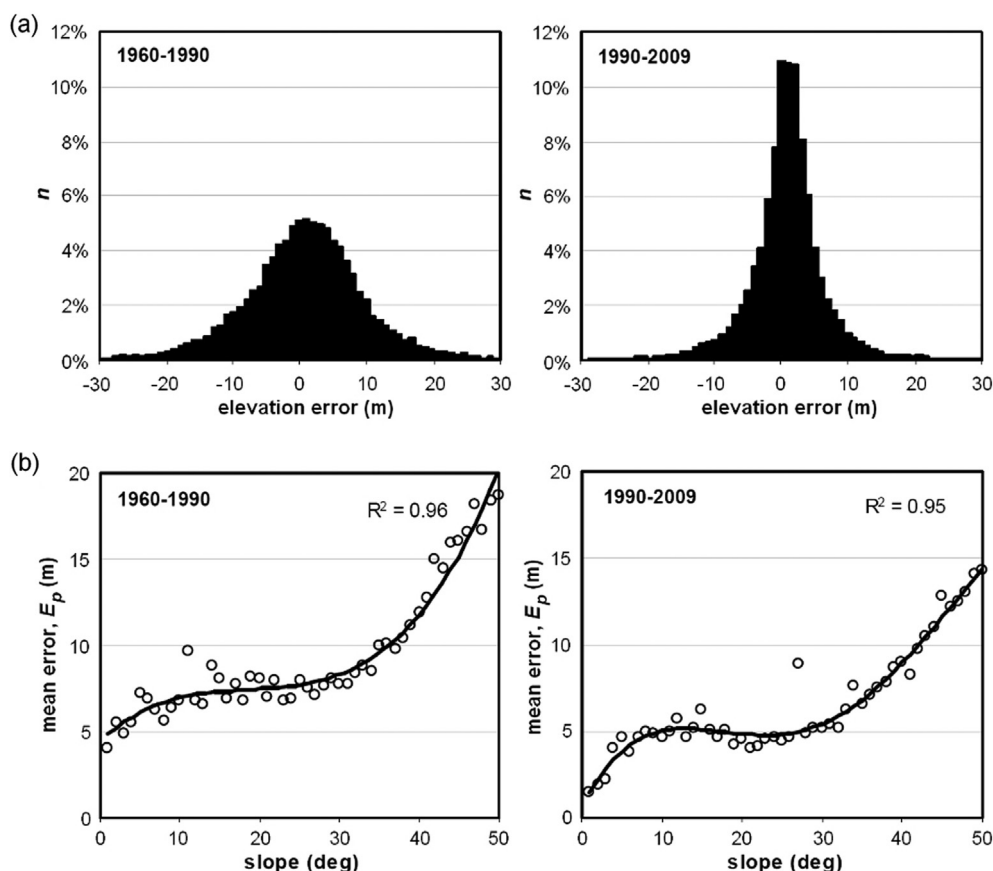 (a)
1960-1990
12%
10%
8%
6%
4%
2%
0%
n
-30 -20 -10 0 10 20 30
elevation error (m)
1990-2009
12%
10%
8%
6%
4%
2%
0%
n
-30 -20 -10 0 10 20 30
elevation error (m)
(b)
1960-1990
R² = 0.96
20
15
10
5
0
mean error, Eₚ (m)
0 10 20 30 40 50
slope (deg)
1990-2009
R² = 0.95
20
15
10
5
0
mean error, Eₚ (m)
0 10 20 30 40 50
slope (deg)